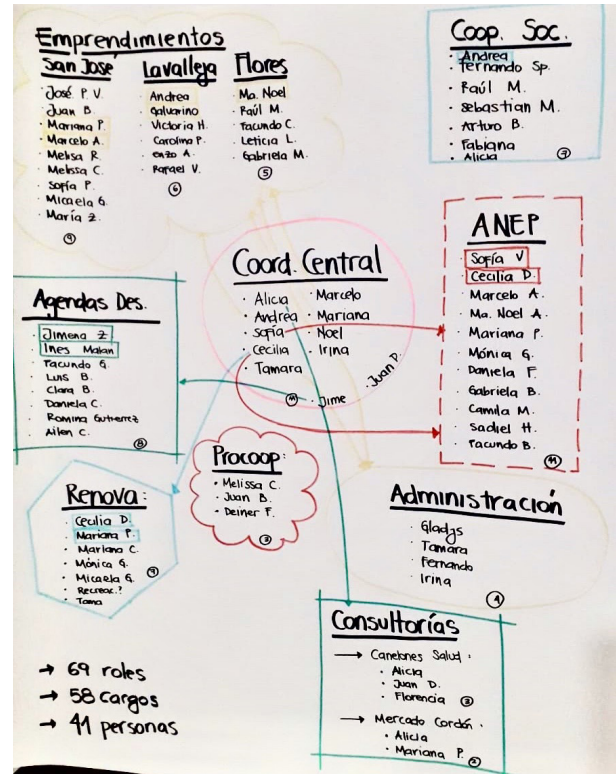 Emprendimientos
San José
· José P. V.
· Juan B.
· Mariana P.
· Marcelo A.
· Melisa R.
· Melissa C.
· Sofía P.
· Micaela G.
· María Z.
9
Lavalleja
· Andrea
· Galvarino
· Victoria H.
· Carolina P.
· enzo A.
· Rafael V.
6
Flores
· Ma. Noel
· Raúl M.
· Facundo C.
· Leticia L.
· Gabriela M.
5
Coop. Soc.
· Andrea
· Fernando Sp.
· Raúl M.
· Sebastian M.
· Arturo B.
· Fabiana
· Alicia
7
Coord. Central
· Alicia
· Andrea
· Sofía
· Cecilia
· Tamara
· Marcelo
· Mariana
· Noel
· Irina
· Juan D.
· Jime
11
ANEP
· Sofía V
· Cecilia D.
· Marcelo A.
· Ma. Noel A.
· Mariana P.
· Mónica G.
· Daniela F.
· Gabriela B.
· Camila M.
· Sadiel H.
· Facundo B.
11
Agendas Des.
· Jimena Z
· Ines Malan
· Facundo G.
· Luis B.
· Clara B.
· Daniela C.
· Romina Gutierrez
· Ailen C.
8
Procoop:
· Melissa C.
· Juan B.
· Deiner F.
3
Renova:
· Cecilia D.
· Mariana P.
· Mariana C.
· Mónica G.
· Micaela G.
· Recreac.?
· Tama
7
Administración
· Gladys
· Tamara
· Fernando
· Irina
4
Consultorías
→ Canelones Salud:
· Alicia
· Juan D.
· Florencia 3
→ Mercado Cordón.
· Alicia
· Mariana P. 2
→ 69 roles
→ 58 cargos
→ 41 personas